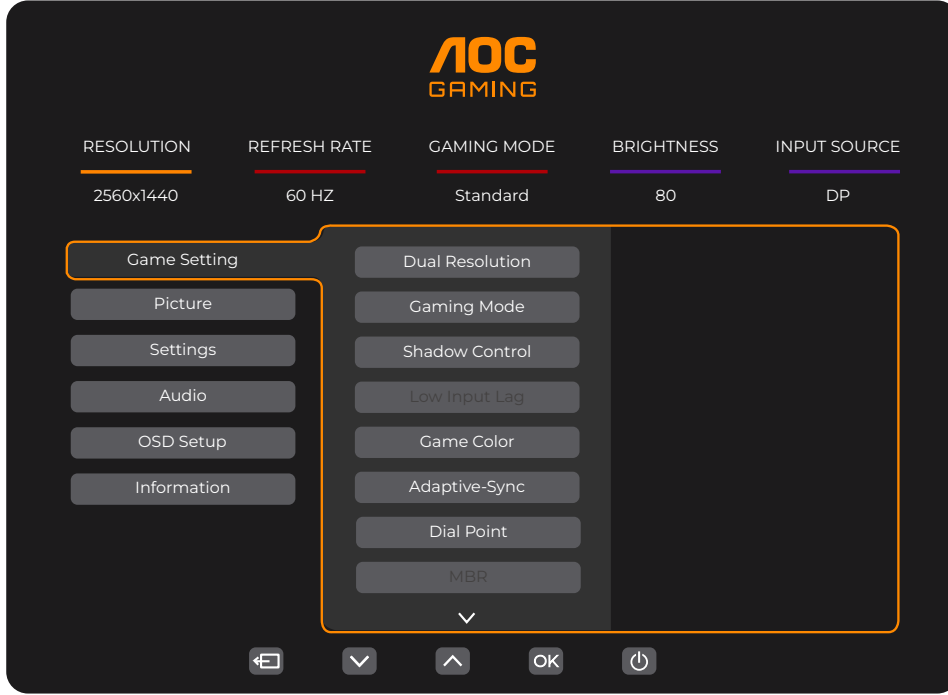 AOC
GAMING
RESOLUTION REFRESH RATE GAMING MODE BRIGHTNESS INPUT SOURCE
2560x1440 60 HZ Standard 80 DP
Game Setting
Picture
Settings
Audio
OSD Setup
Information
Dual Resolution
Gaming Mode
Shadow Control
Low Input Lag
Game Color
Adaptive-Sync
Dial Point
MBR
OK